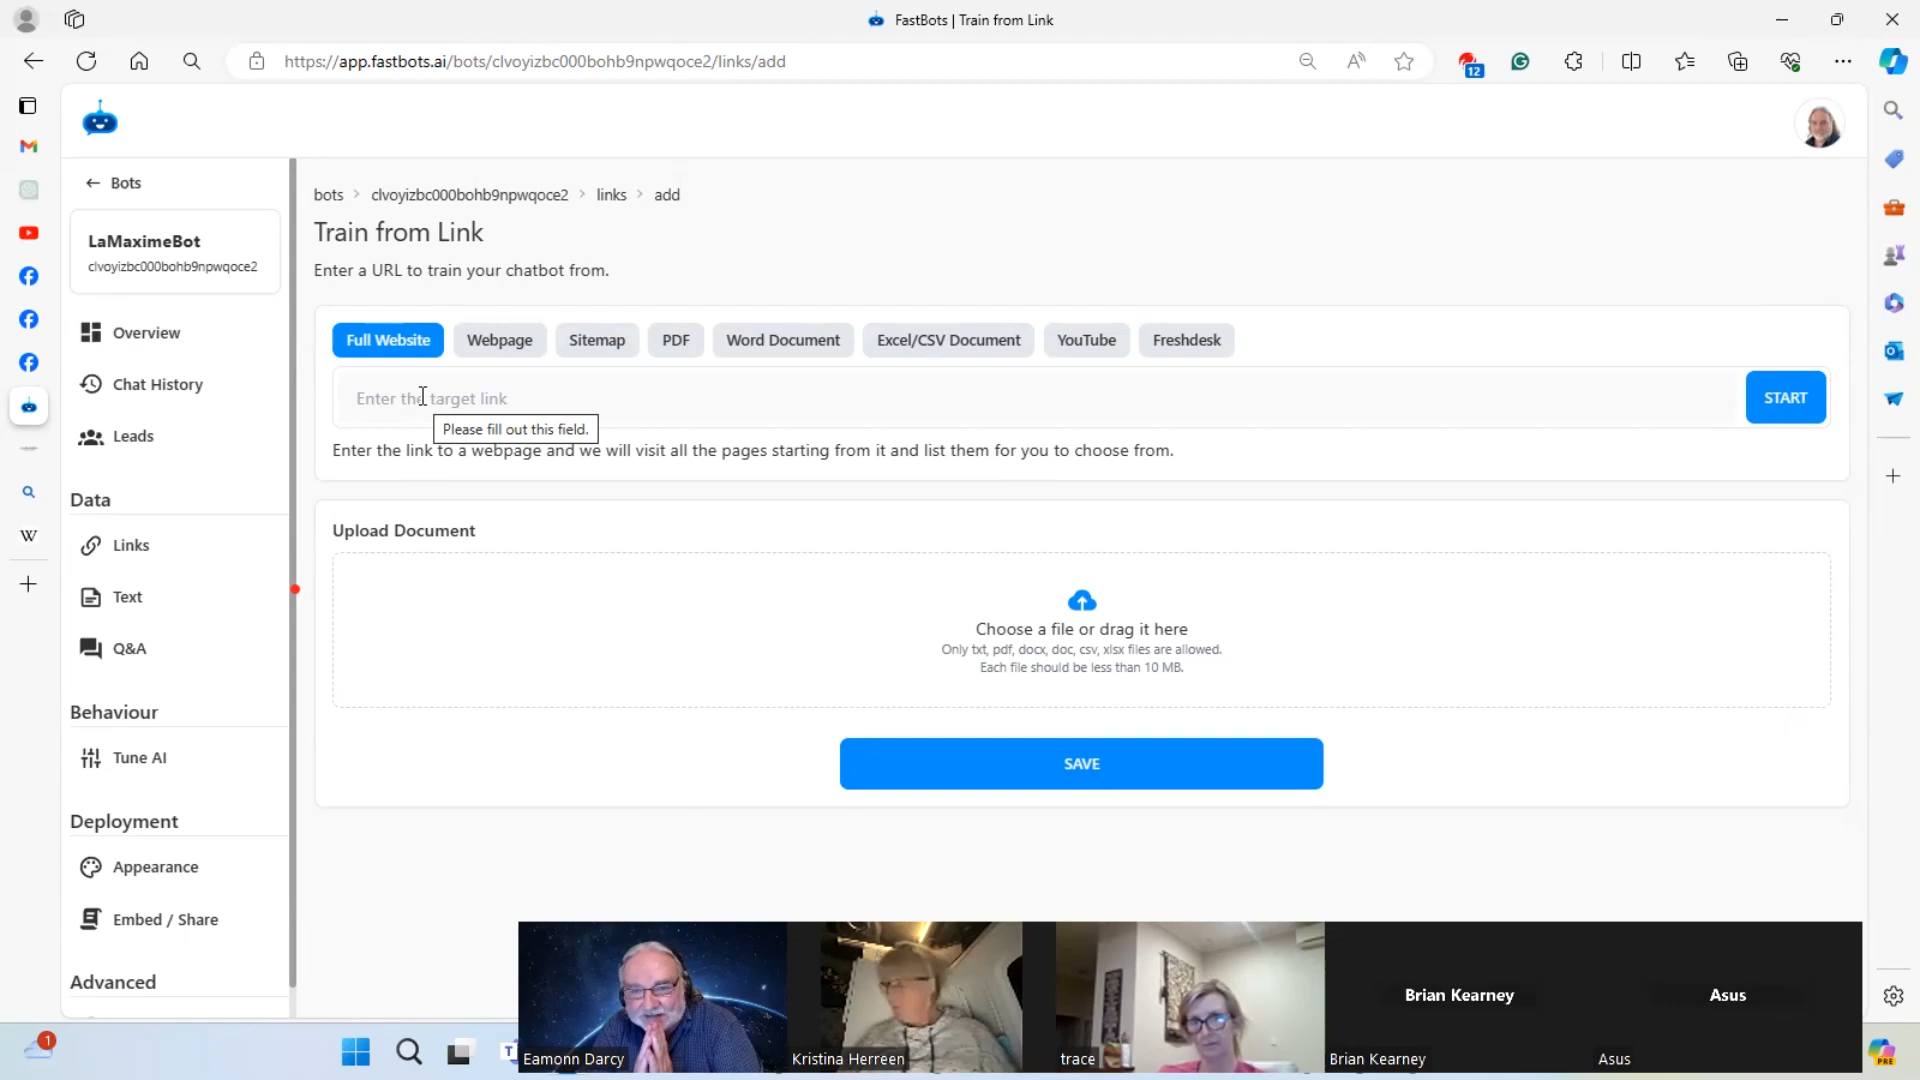 FastBots | Train from Link
https://app.fastbots.ai/bots/clvoyizbc000bohb9npwqoce2/links/add
12
Bots
LaMaximeBot
clvoyizbc000bohb9npwqoce2
Overview
Chat History
Leads
Data
Links
Text
Q&A
Behaviour
Tune AI
Deployment
Appearance
Embed / Share
Advanced
bots > clvoyizbc000bohb9npwqoce2 > links > add
Train from Link
Enter a URL to train your chatbot from.
Full Website Webpage Sitemap PDF Word Document Excel/CSV Document YouTube Freshdesk
Enter the target link
START
Please fill out this field.
Enter the link to a webpage and we will visit all the pages starting from it and list them for you to choose from.
Upload Document
Choose a file or drag it here
Only txt, pdf, docx, doc, csv, xlsx files are allowed.
Each file should be less than 10 MB.
SAVE
Brian Kearney
Asus
Eamonn Darcy
Kristina Herreen
trace
Brian Kearney
Asus
1
T
PRE
W